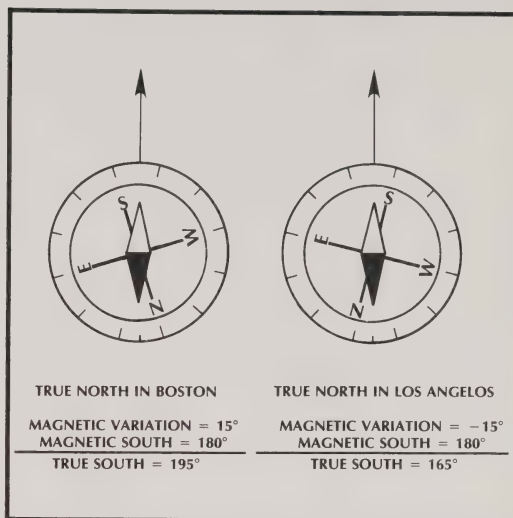 S
W
E
N
S
E
W
N
TRUE NORTH IN BOSTON
MAGNETIC VARIATION = 15°
MAGNETIC SOUTH = 180°
TRUE SOUTH = 195°
TRUE NORTH IN LOS ANGELOS
MAGNETIC VARIATION = −15°
MAGNETIC SOUTH = 180°
TRUE SOUTH = 165°